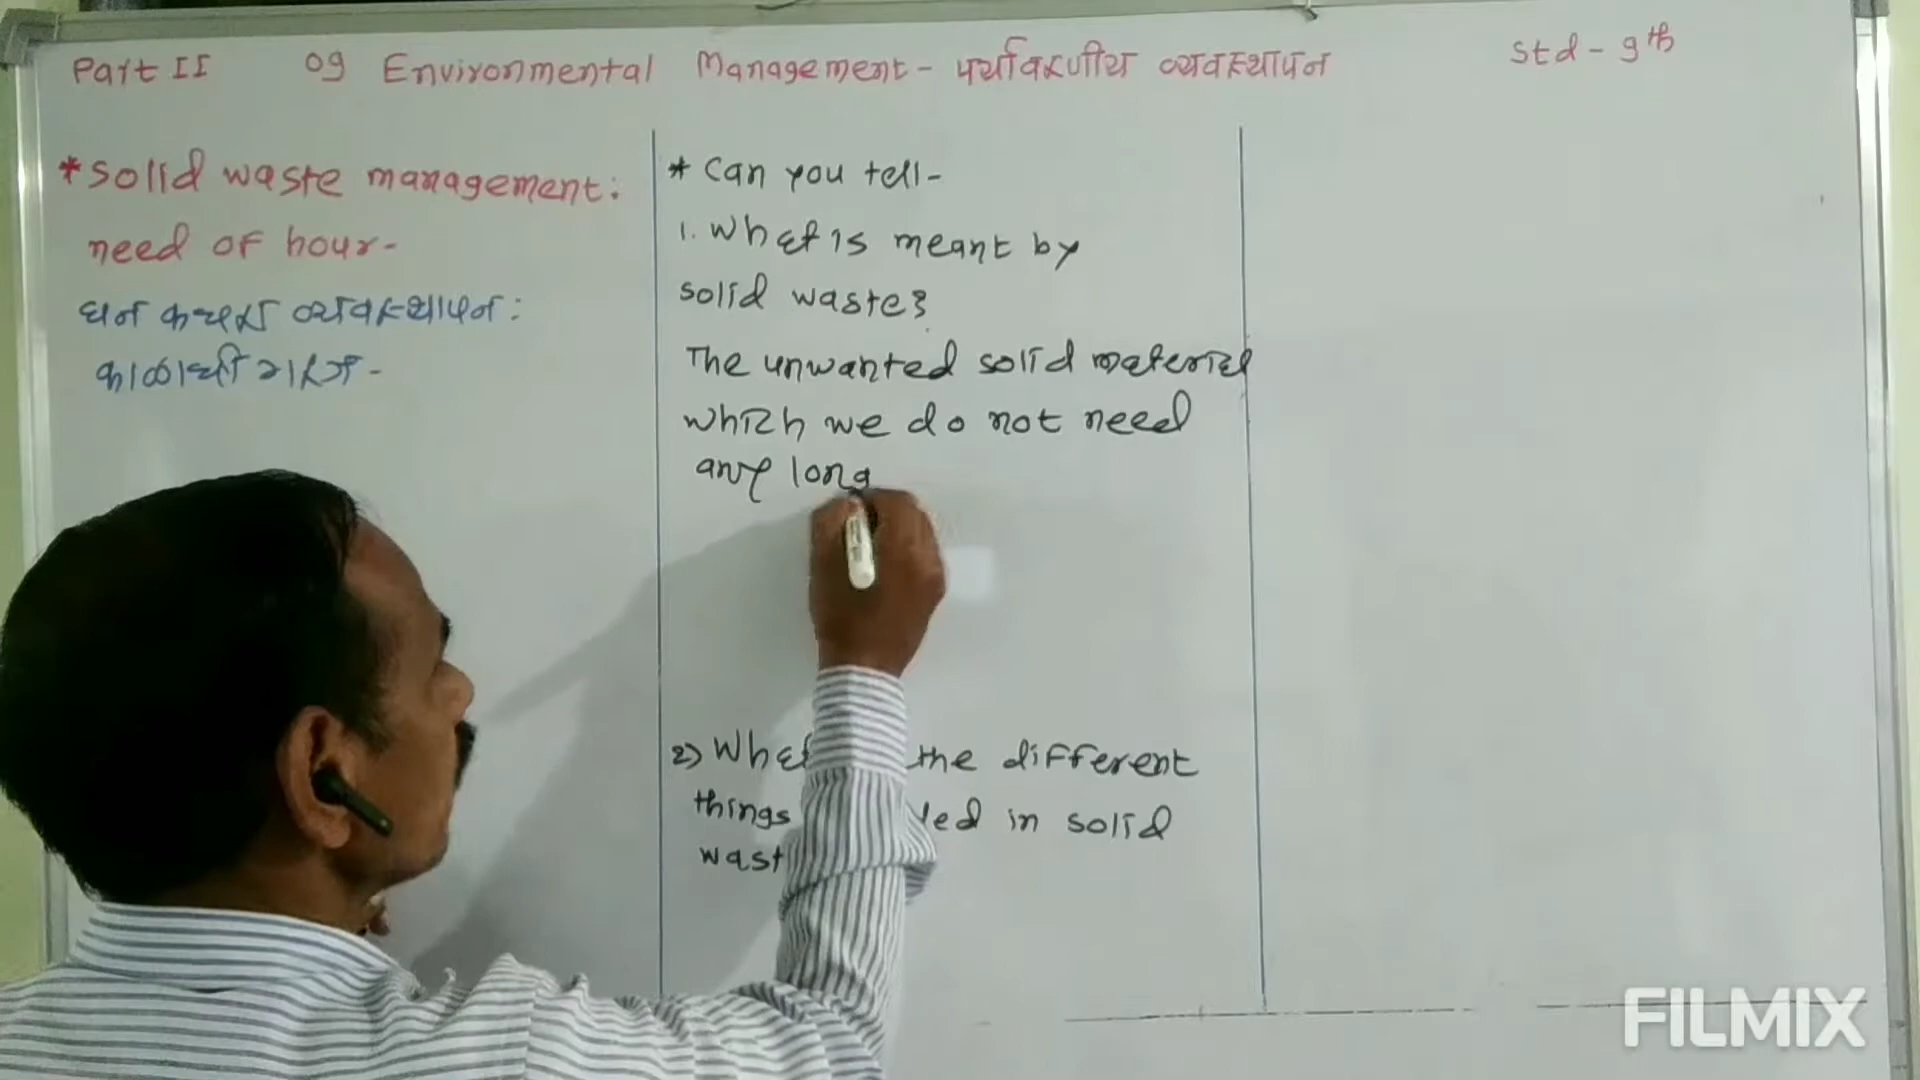 Part II 09 Environmental Management - पर्यावरणीय व्यवस्थापन Std - 9th
* Solid waste management:
need of hour-
घन कचरा व्यवस्थापन:
काळाची गरज -
* Can you tell-
1. What is meant by
solid waste?
The unwanted solid material
which we do not need
any long
2) What the different
things in solid
FILMIX